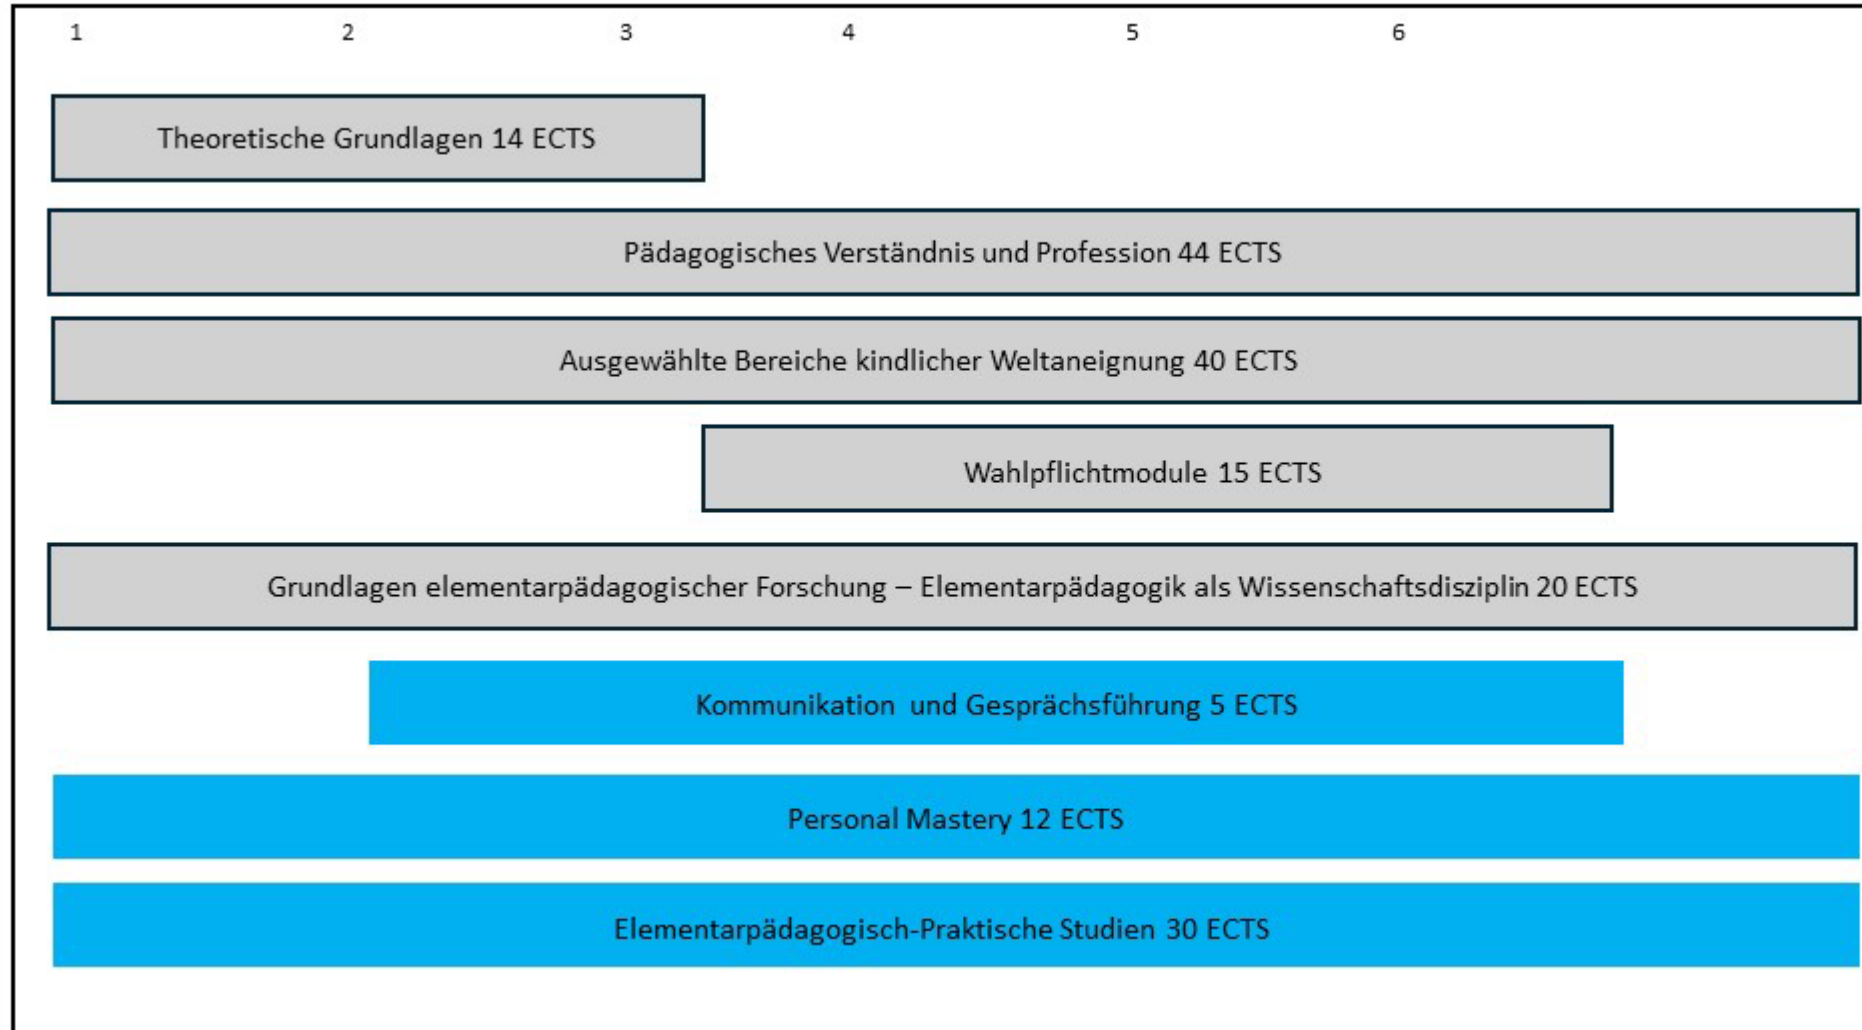 1 2 3 4 5 6
Theoretische Grundlagen 14 ECTS
Pädagogisches Verständnis und Profession 44 ECTS
Ausgewählte Bereiche kindlicher Weltaneignung 40 ECTS
Wahlpflichtmodule 15 ECTS
Grundlagen elementarpädagogischer Forschung – Elementarpädagogik als Wissenschaftsdisziplin 20 ECTS
Kommunikation und Gesprächsführung 5 ECTS
Personal Mastery 12 ECTS
Elementarpädagogisch-Praktische Studien 30 ECTS